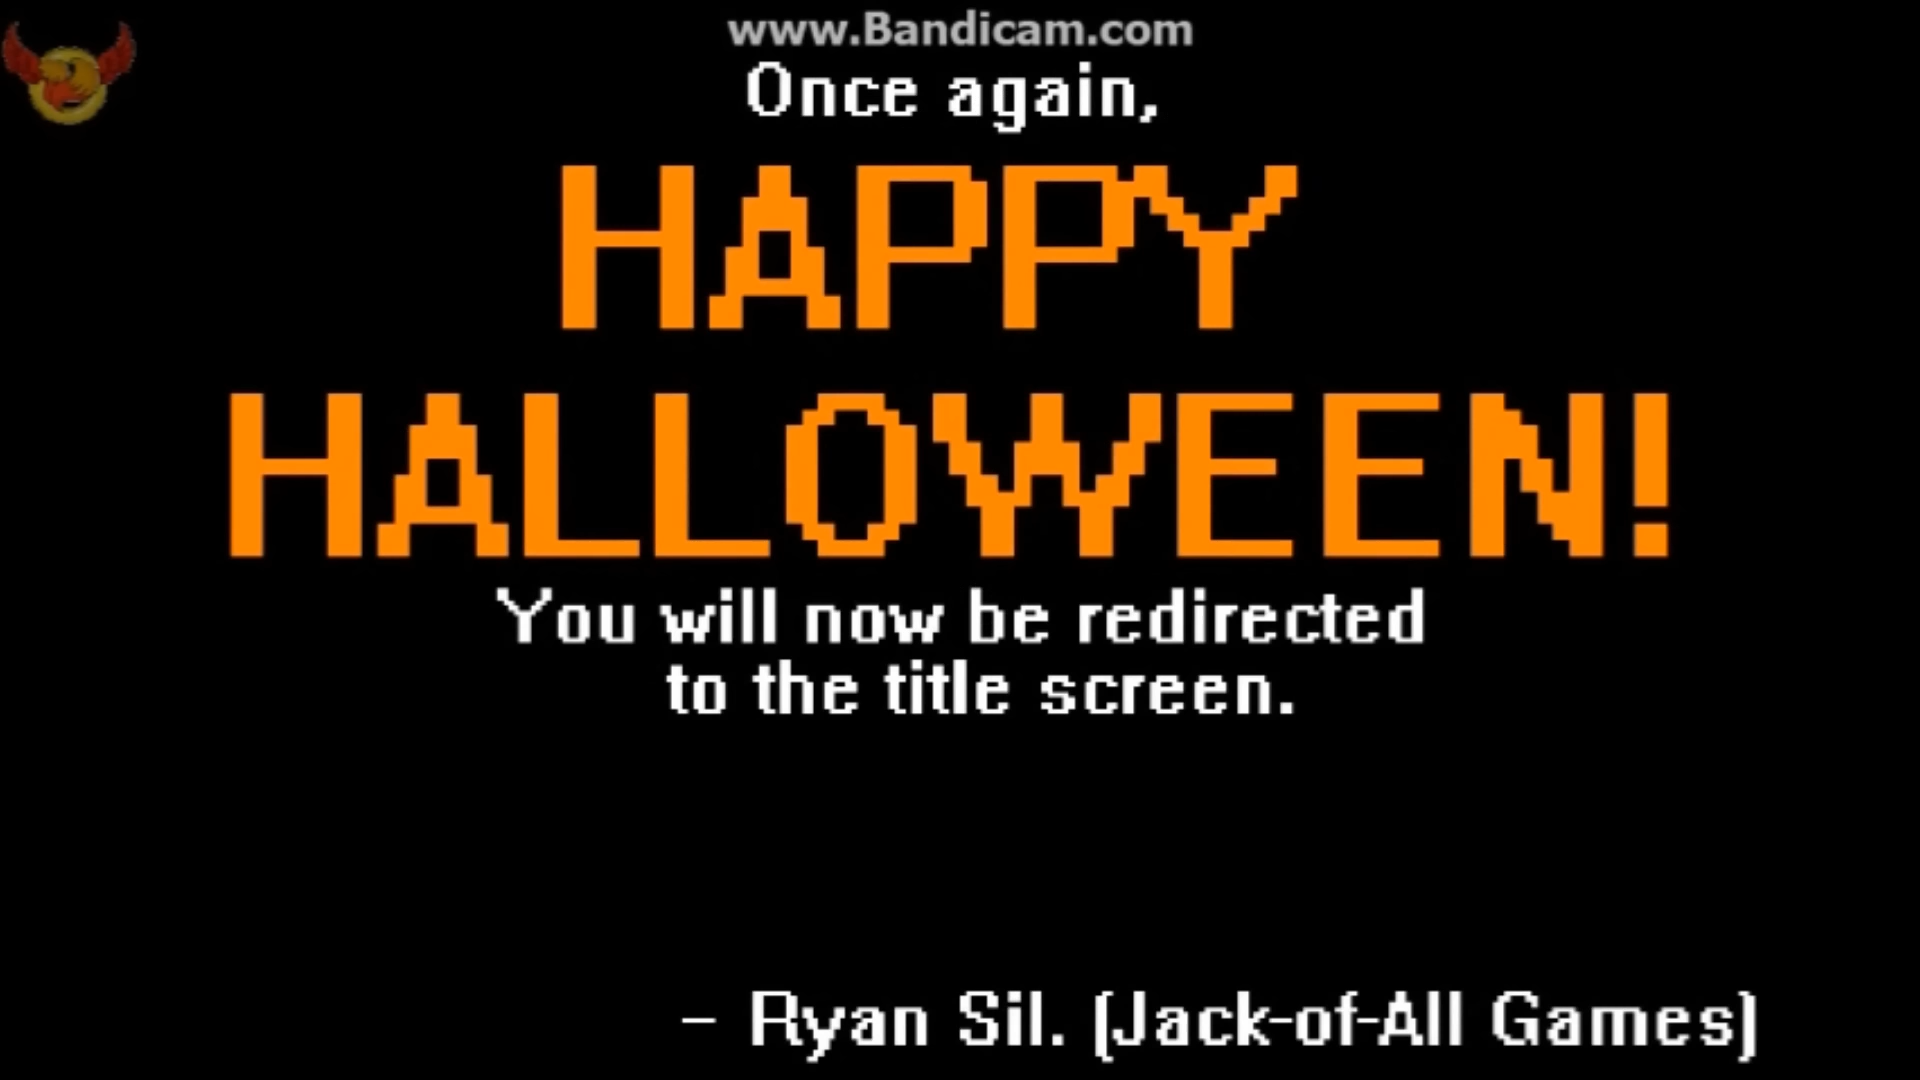 www.Bandicam.com
Once again,
HAPPY
HALLOWEEN!
You will now be redirected
to the title screen.
- Ryan Sil. (Jack-of-All Games)